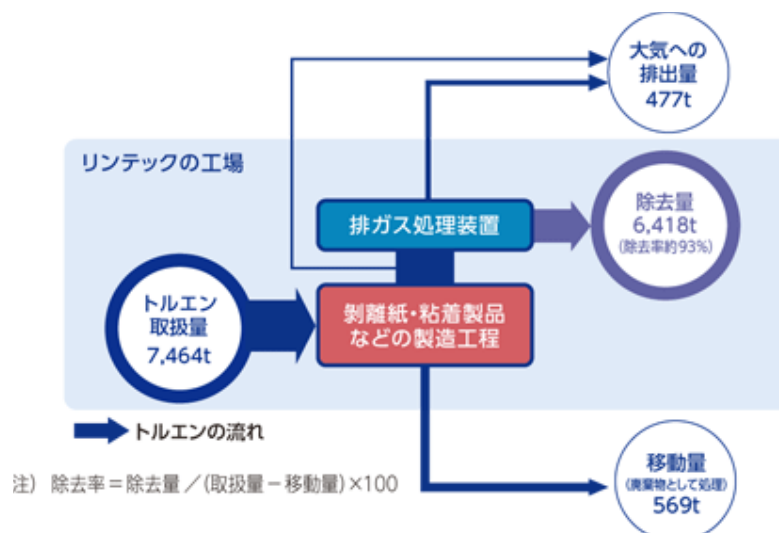 大気への
排出量
477t
リンテックの工場
排ガス処理装置
除去量
6,418t
(除去率約93%)
トルエン
取扱量
7,464t
剝離紙・粘着製品
などの製造工程
トルエンの流れ
移動量
(廃棄物として処理)
569t
注) 除去率=除去量/(取扱量-移動量)×100